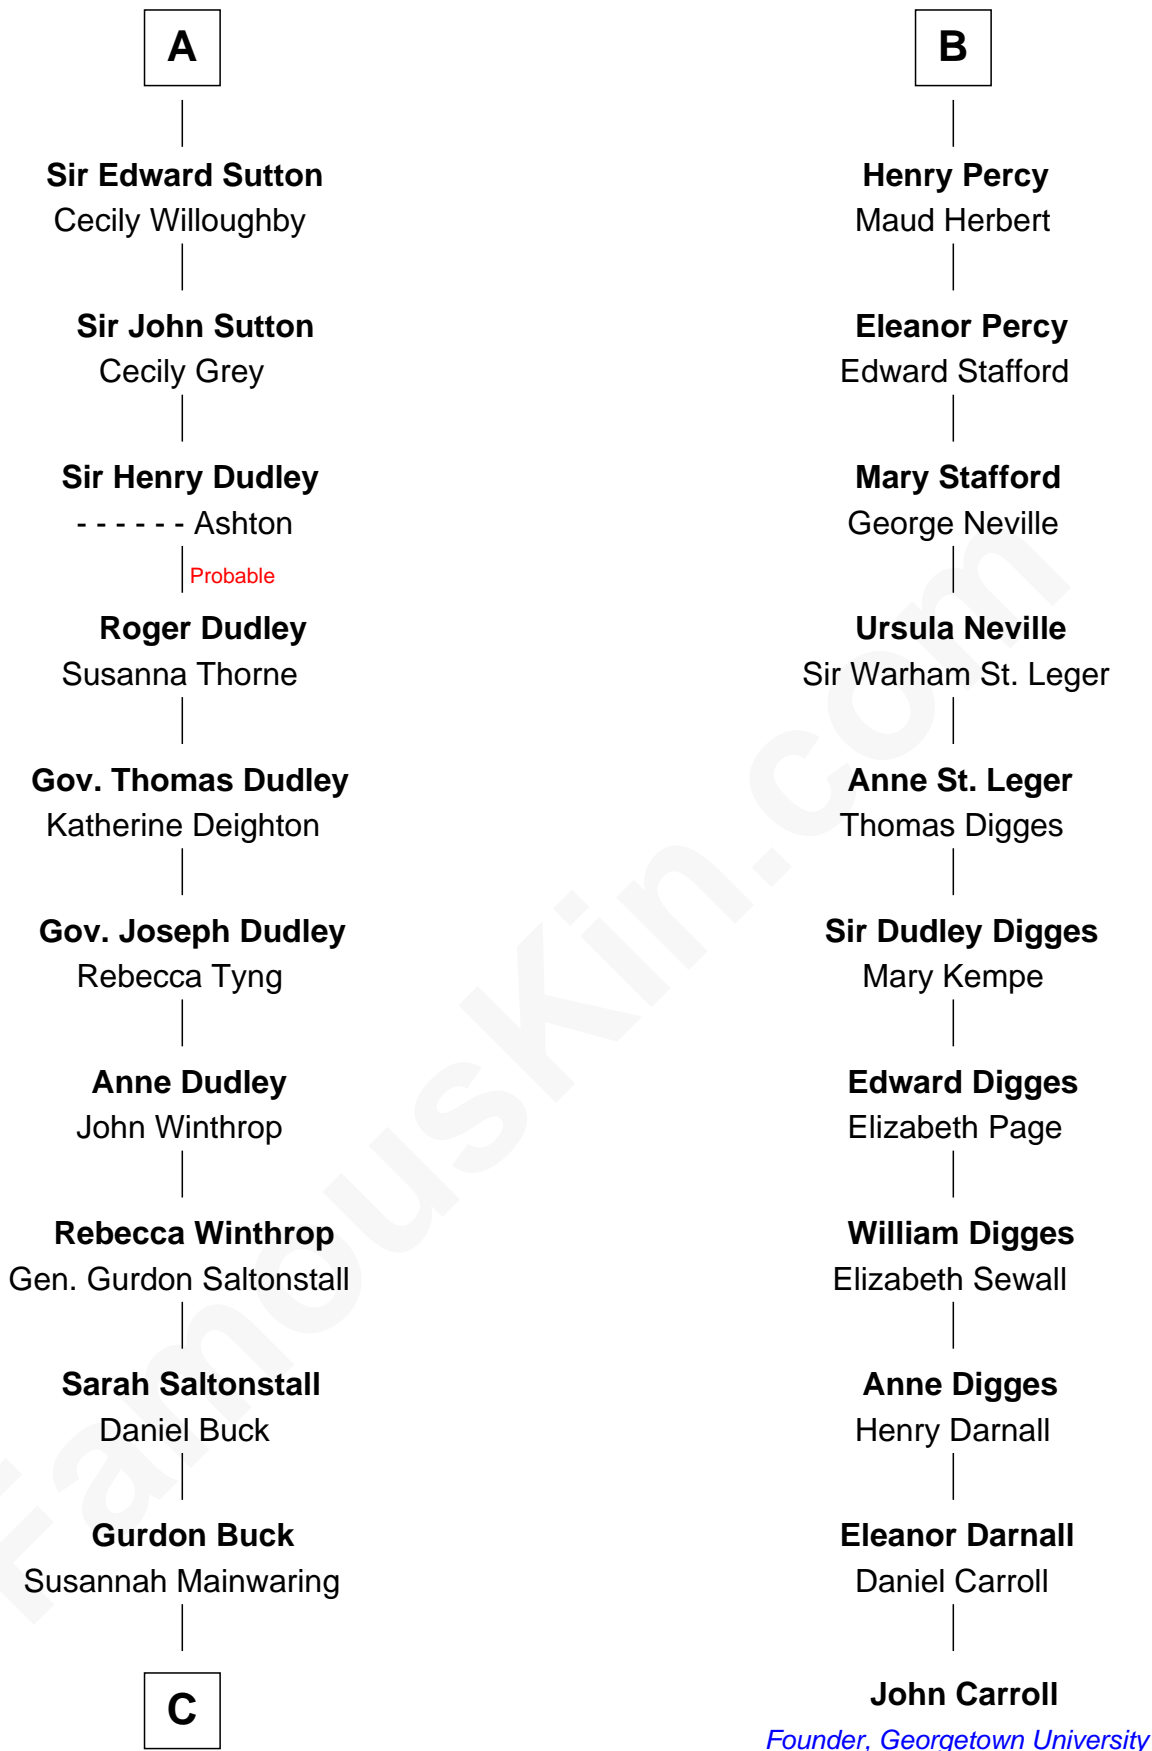 A
Sir Edward Sutton
Cecily Willoughby
Sir John Sutton
Cecily Grey
Sir Henry Dudley
- - - - - - Ashton
Probable
Roger Dudley
Susanna Thorne
Gov. Thomas Dudley
Katherine Deighton
Gov. Joseph Dudley
Rebecca Tyng
Anne Dudley
John Winthrop
Rebecca Winthrop
Gen. Gurdon Saltonstall
Sarah Saltonstall
Daniel Buck
Gurdon Buck
Susannah Mainwaring
C
B
Henry Percy
Maud Herbert
Eleanor Percy
Edward Stafford
Mary Stafford
George Neville
Ursula Neville
Sir Warham St. Leger
Anne St. Leger
Thomas Digges
Sir Dudley Digges
Mary Kempe
Edward Digges
Elizabeth Page
William Digges
Elizabeth Sewall
Anne Digges
Henry Darnall
Eleanor Darnall
Daniel Carroll
John Carroll
Founder, Georgetown University
FamousKin.com